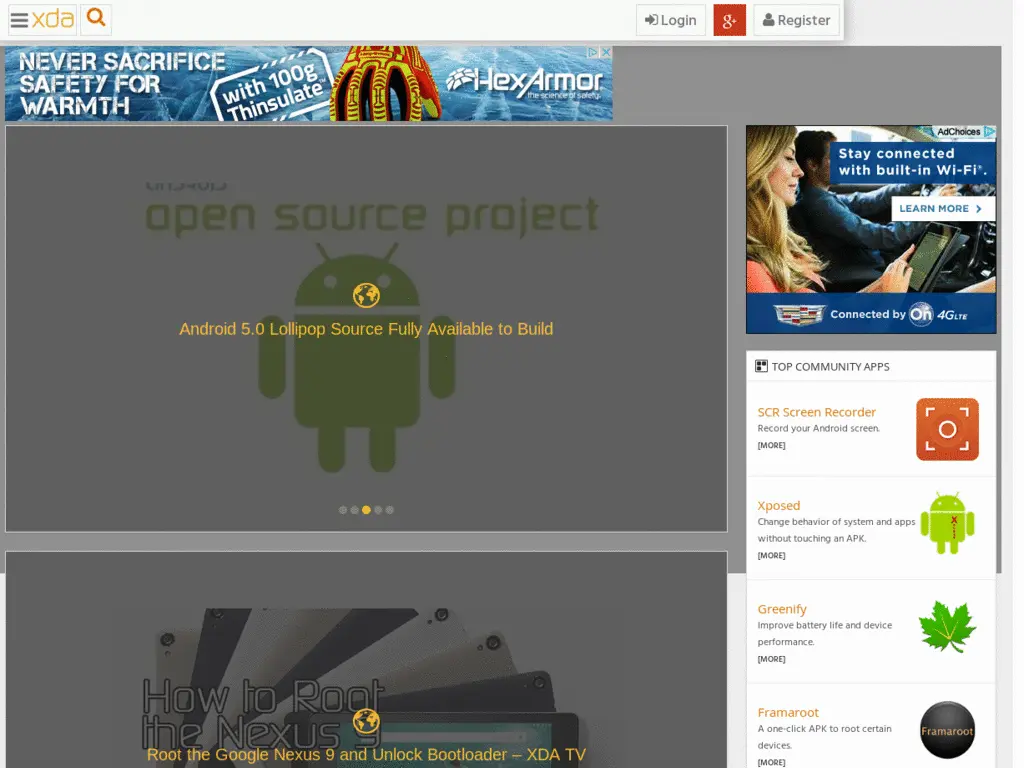 xda
Login
g+
Register
NEVER SACRIFICE
SAFETY FOR
WARMTH
with 100g
Thinsulate
HexArmor
the science of safety.
AdChoices
Stay connected
with built-in Wi-Fi®.
LEARN MORE
Connected by On 4G LTE
android
open source project
Android 5.0 Lollipop Source Fully Available to Build
TOP COMMUNITY APPS
SCR Screen Recorder
Record your Android screen.
[MORE]
Xposed
Change behavior of system and apps
without touching an APK.
[MORE]
Greenify
Improve battery life and device
performance.
[MORE]
Framaroot
A one-click APK to root certain
devices.
[MORE]
Framaroot
How to Root
the Nexus 9
Root the Google Nexus 9 and Unlock Bootloader – XDA TV